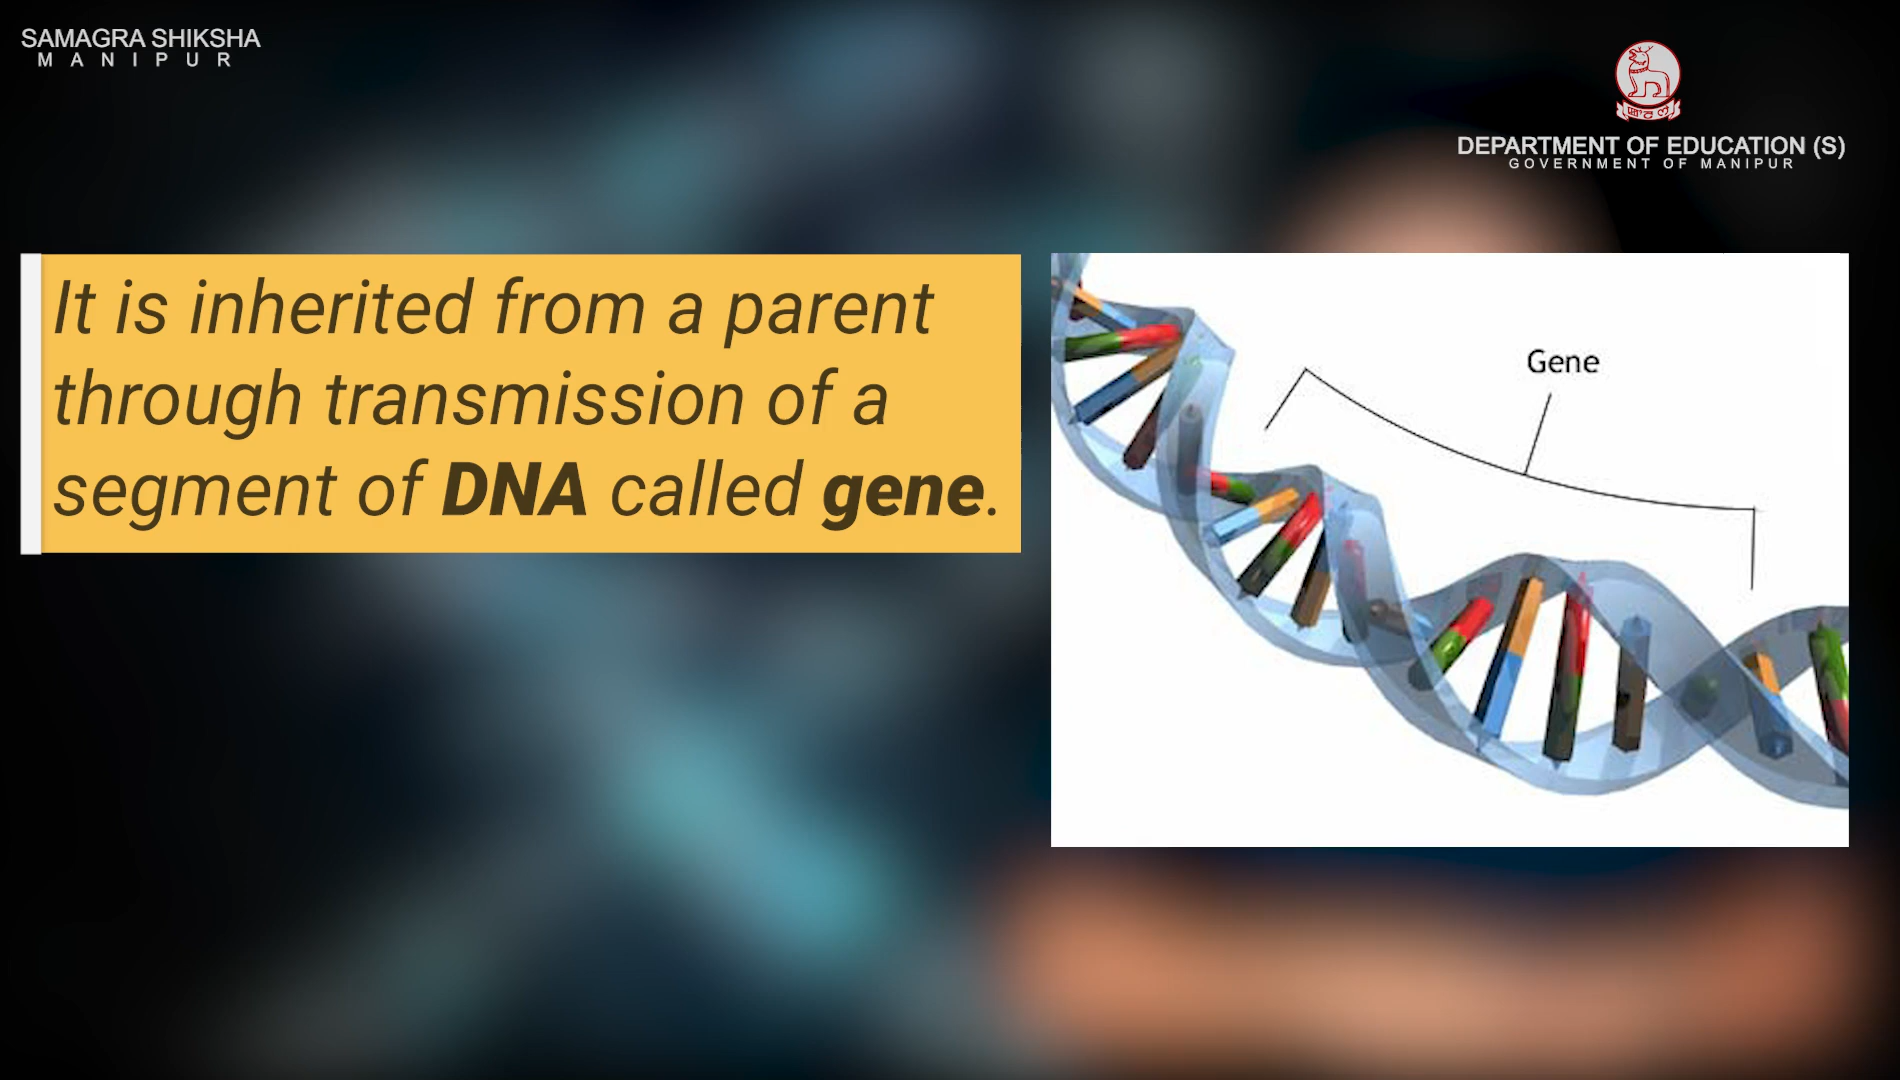 SAMAGRA SHIKSHA
MANIPUR
DEPARTMENT OF EDUCATION (S)
GOVERNMENT OF MANIPUR
It is inherited from a parent
through transmission of a
segment of DNA called gene.
Gene